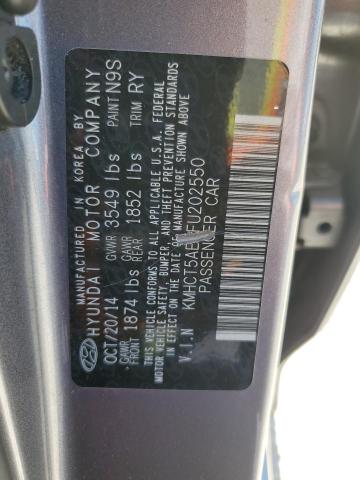 MANUFACTURED IN KOREA BY
HYUNDAI MOTOR COMPANY
OCT/20/14 GVWR 3549 lbs PAINT N9S
GAWR FRONT 1874 lbs GAWR REAR 1852 lbs TRIM RY
THIS VEHICLE CONFORMS TO ALL APPLICABLE U.S.A. FEDERAL
MOTOR VEHICLE SAFETY, BUMPER, AND THEFT PREVENTION STANDARDS
IN EFFECT ON THE DATE OF MANUFACTURE SHOWN ABOVE
V.I.N
PASSENGER CAR